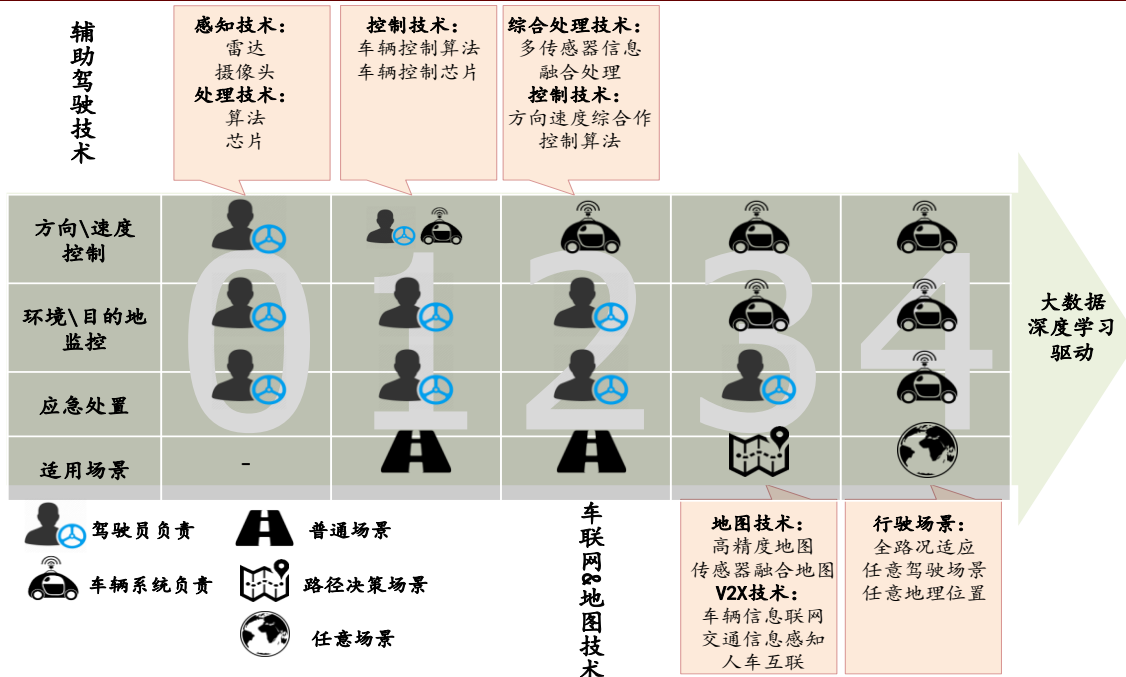 辅助驾驶技术
感知技术：
雷达
摄像头
处理技术：
算法
芯片
控制技术：
车辆控制算法
车辆控制芯片
综合处理技术：
多传感器信息
融合处理
控制技术：
方向速度综合作
控制算法
0
1
2
3
4
方向\速度
控制
环境\目的地
监控
应急处置
适用场景
-
大数据
深度学习
驱动
驾驶员负责
普通场景
车辆系统负责
路径决策场景
任意场景
车联网&地图技术
地图技术：
高精度地图
传感器融合地图
V2X技术：
车辆信息联网
交通信息感知
人车互联
行驶场景：
全路况适应
任意驾驶场景
任意地理位置